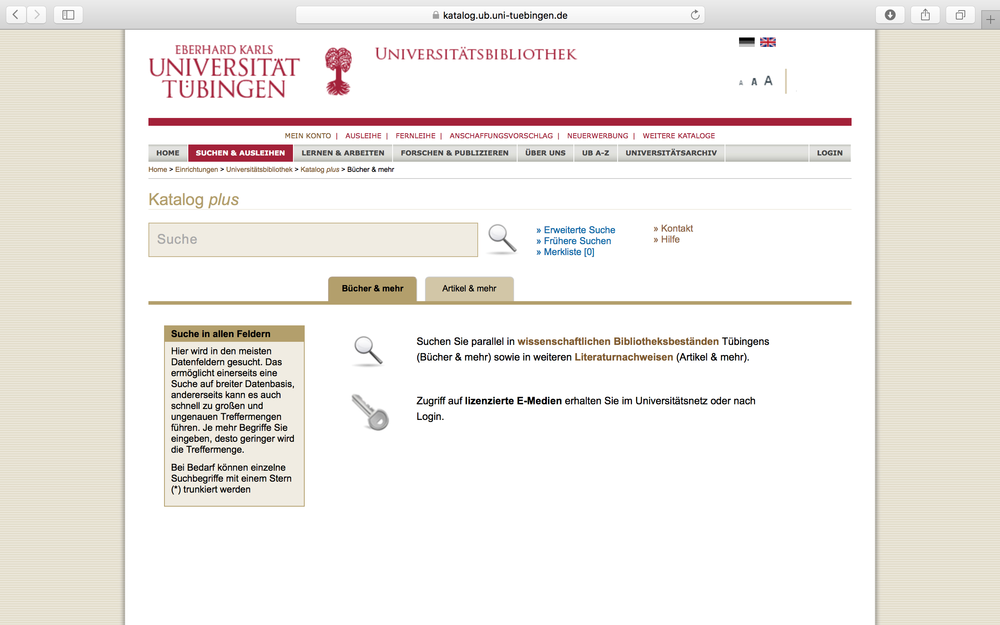 katalog.ub.uni-tuebingen.de
EBERHARD KARLS
UNIVERSITÄT
TÜBINGEN
UNIVERSITÄTSBIBLIOTHEK
A A A
MEIN KONTO | AUSLEIHE | FERNLEIHE | ANSCHAFFUNGSVORSCHLAG | NEUERWERBUNG | WEITERE KATALOGE
HOME SUCHEN & AUSLEIHEN LERNEN & ARBEITEN FORSCHEN & PUBLIZIEREN ÜBER UNS UB A-Z UNIVERSITÄTSARCHIV LOGIN
Home > Einrichtungen > Universitätsbibliothek > Katalog plus > Bücher & mehr
Katalog plus
Suche
» Erweiterte Suche
» Frühere Suchen
» Merkliste [0]
» Kontakt
» Hilfe
Bücher & mehr Artikel & mehr
Suche in allen Feldern
Hier wird in den meisten
Datenfeldern gesucht. Das
ermöglicht einerseits eine
Suche auf breiter Datenbasis,
andererseits kann es auch
schnell zu großen und
ungenauen Treffermengen
führen. Je mehr Begriffe Sie
eingeben, desto geringer wird
die Treffermenge.
Bei Bedarf können einzelne
Suchbegriffe mit einem Stern
(*) trunkiert werden
Suchen Sie parallel in wissenschaftlichen Bibliotheksbeständen Tübingens
(Bücher & mehr) sowie in weiteren Literaturnachweisen (Artikel & mehr).
Zugriff auf lizenzierte E-Medien erhalten Sie im Universitätsnetz oder nach
Login.